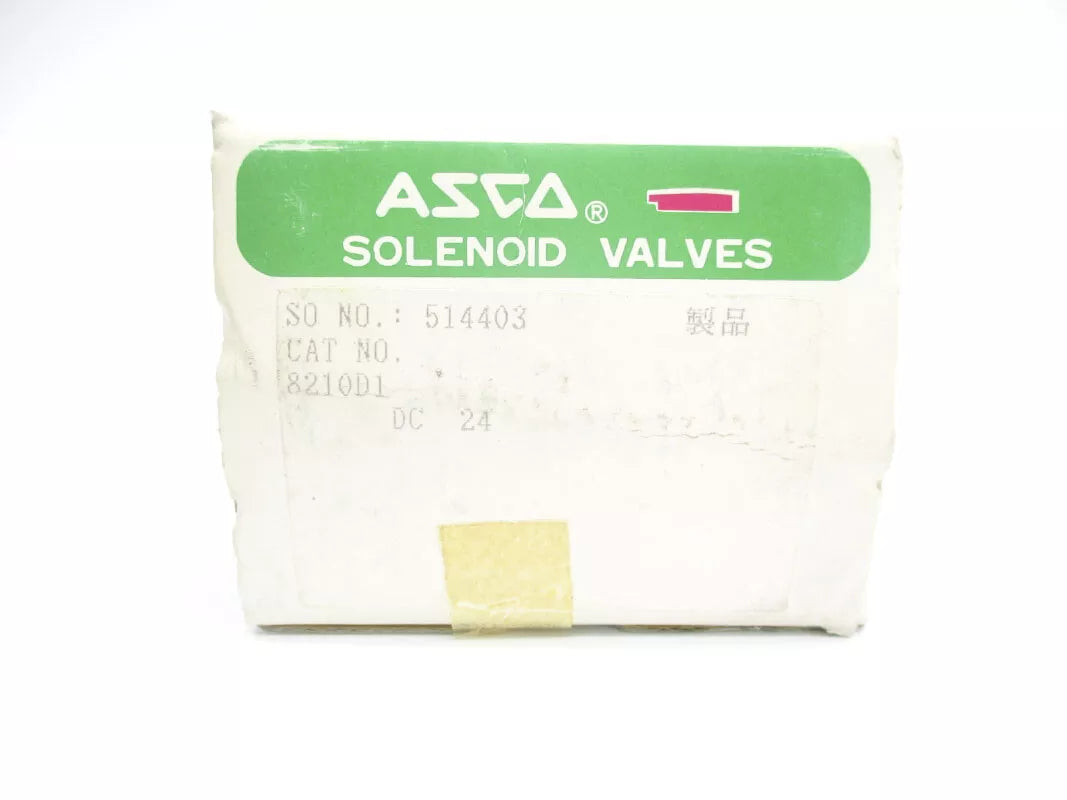 ASCO®
SOLENOID VALVES
SO NO.: 514403 製品
CAT NO.
8210D1
DC 24